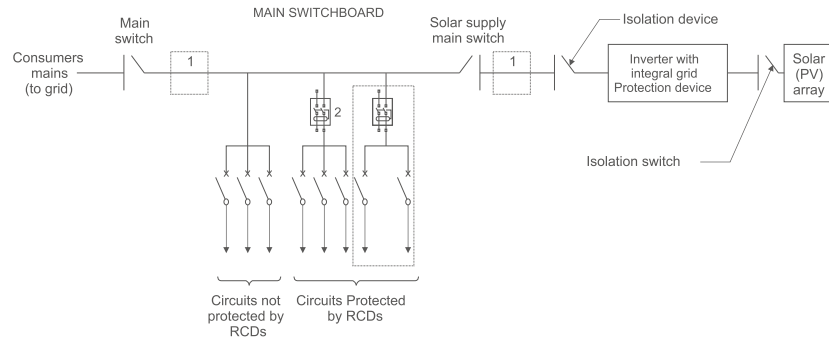 MAIN SWITCHBOARD
Main
switch
Solar supply
main switch
Isolation device
Consumers
mains
(to grid)
1
1
Inverter with
integral grid
Protection device
Solar
(PV)
array
2
Isolation switch
Circuits not
protected by
RCDs
Circuits Protected
by RCDs